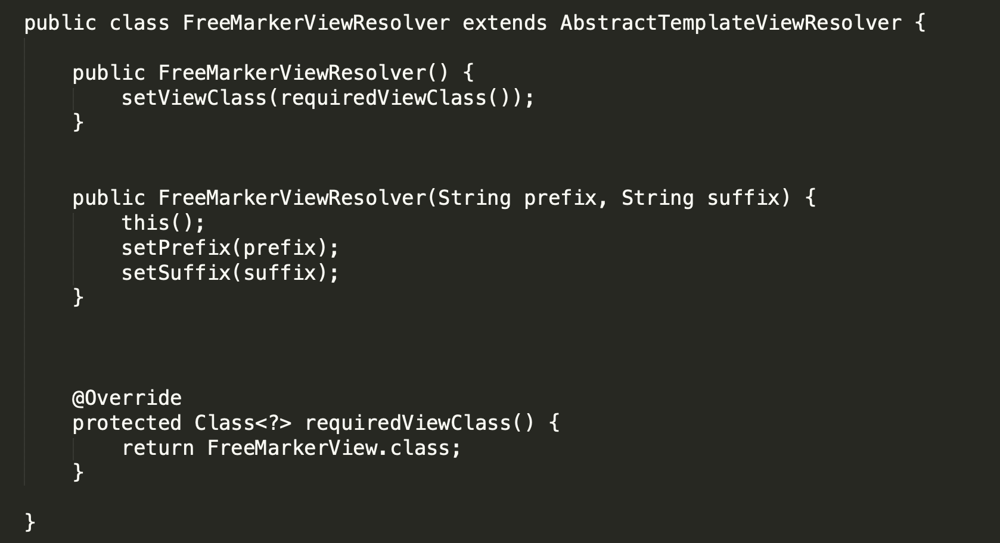 public class FreeMarkerViewResolver extends AbstractTemplateViewResolver {
public FreeMarkerViewResolver() {
setViewClass(requiredViewClass());
}
public FreeMarkerViewResolver(String prefix, String suffix) {
this();
setPrefix(prefix);
setSuffix(suffix);
}
@Override
protected Class<?> requiredViewClass() {
return FreeMarkerView.class;
}
}